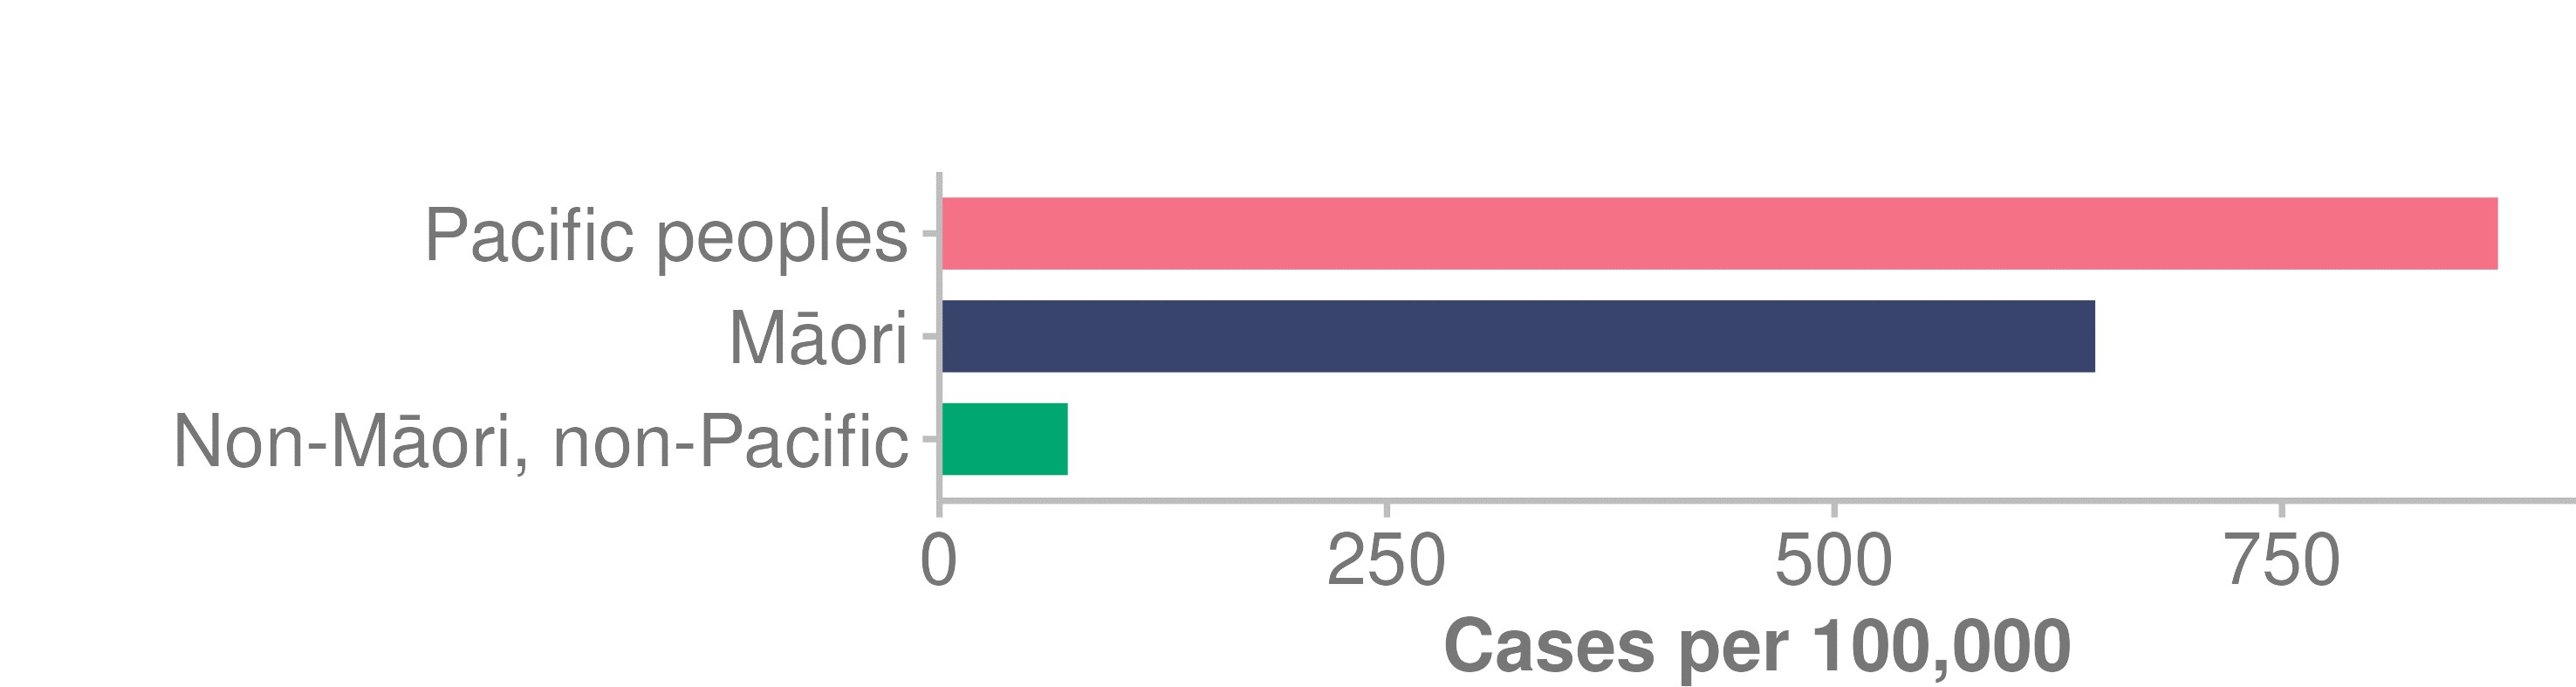 Pacific peoples
Māori
Non-Māori, non-Pacific
0 250 500 750
Cases per 100,000